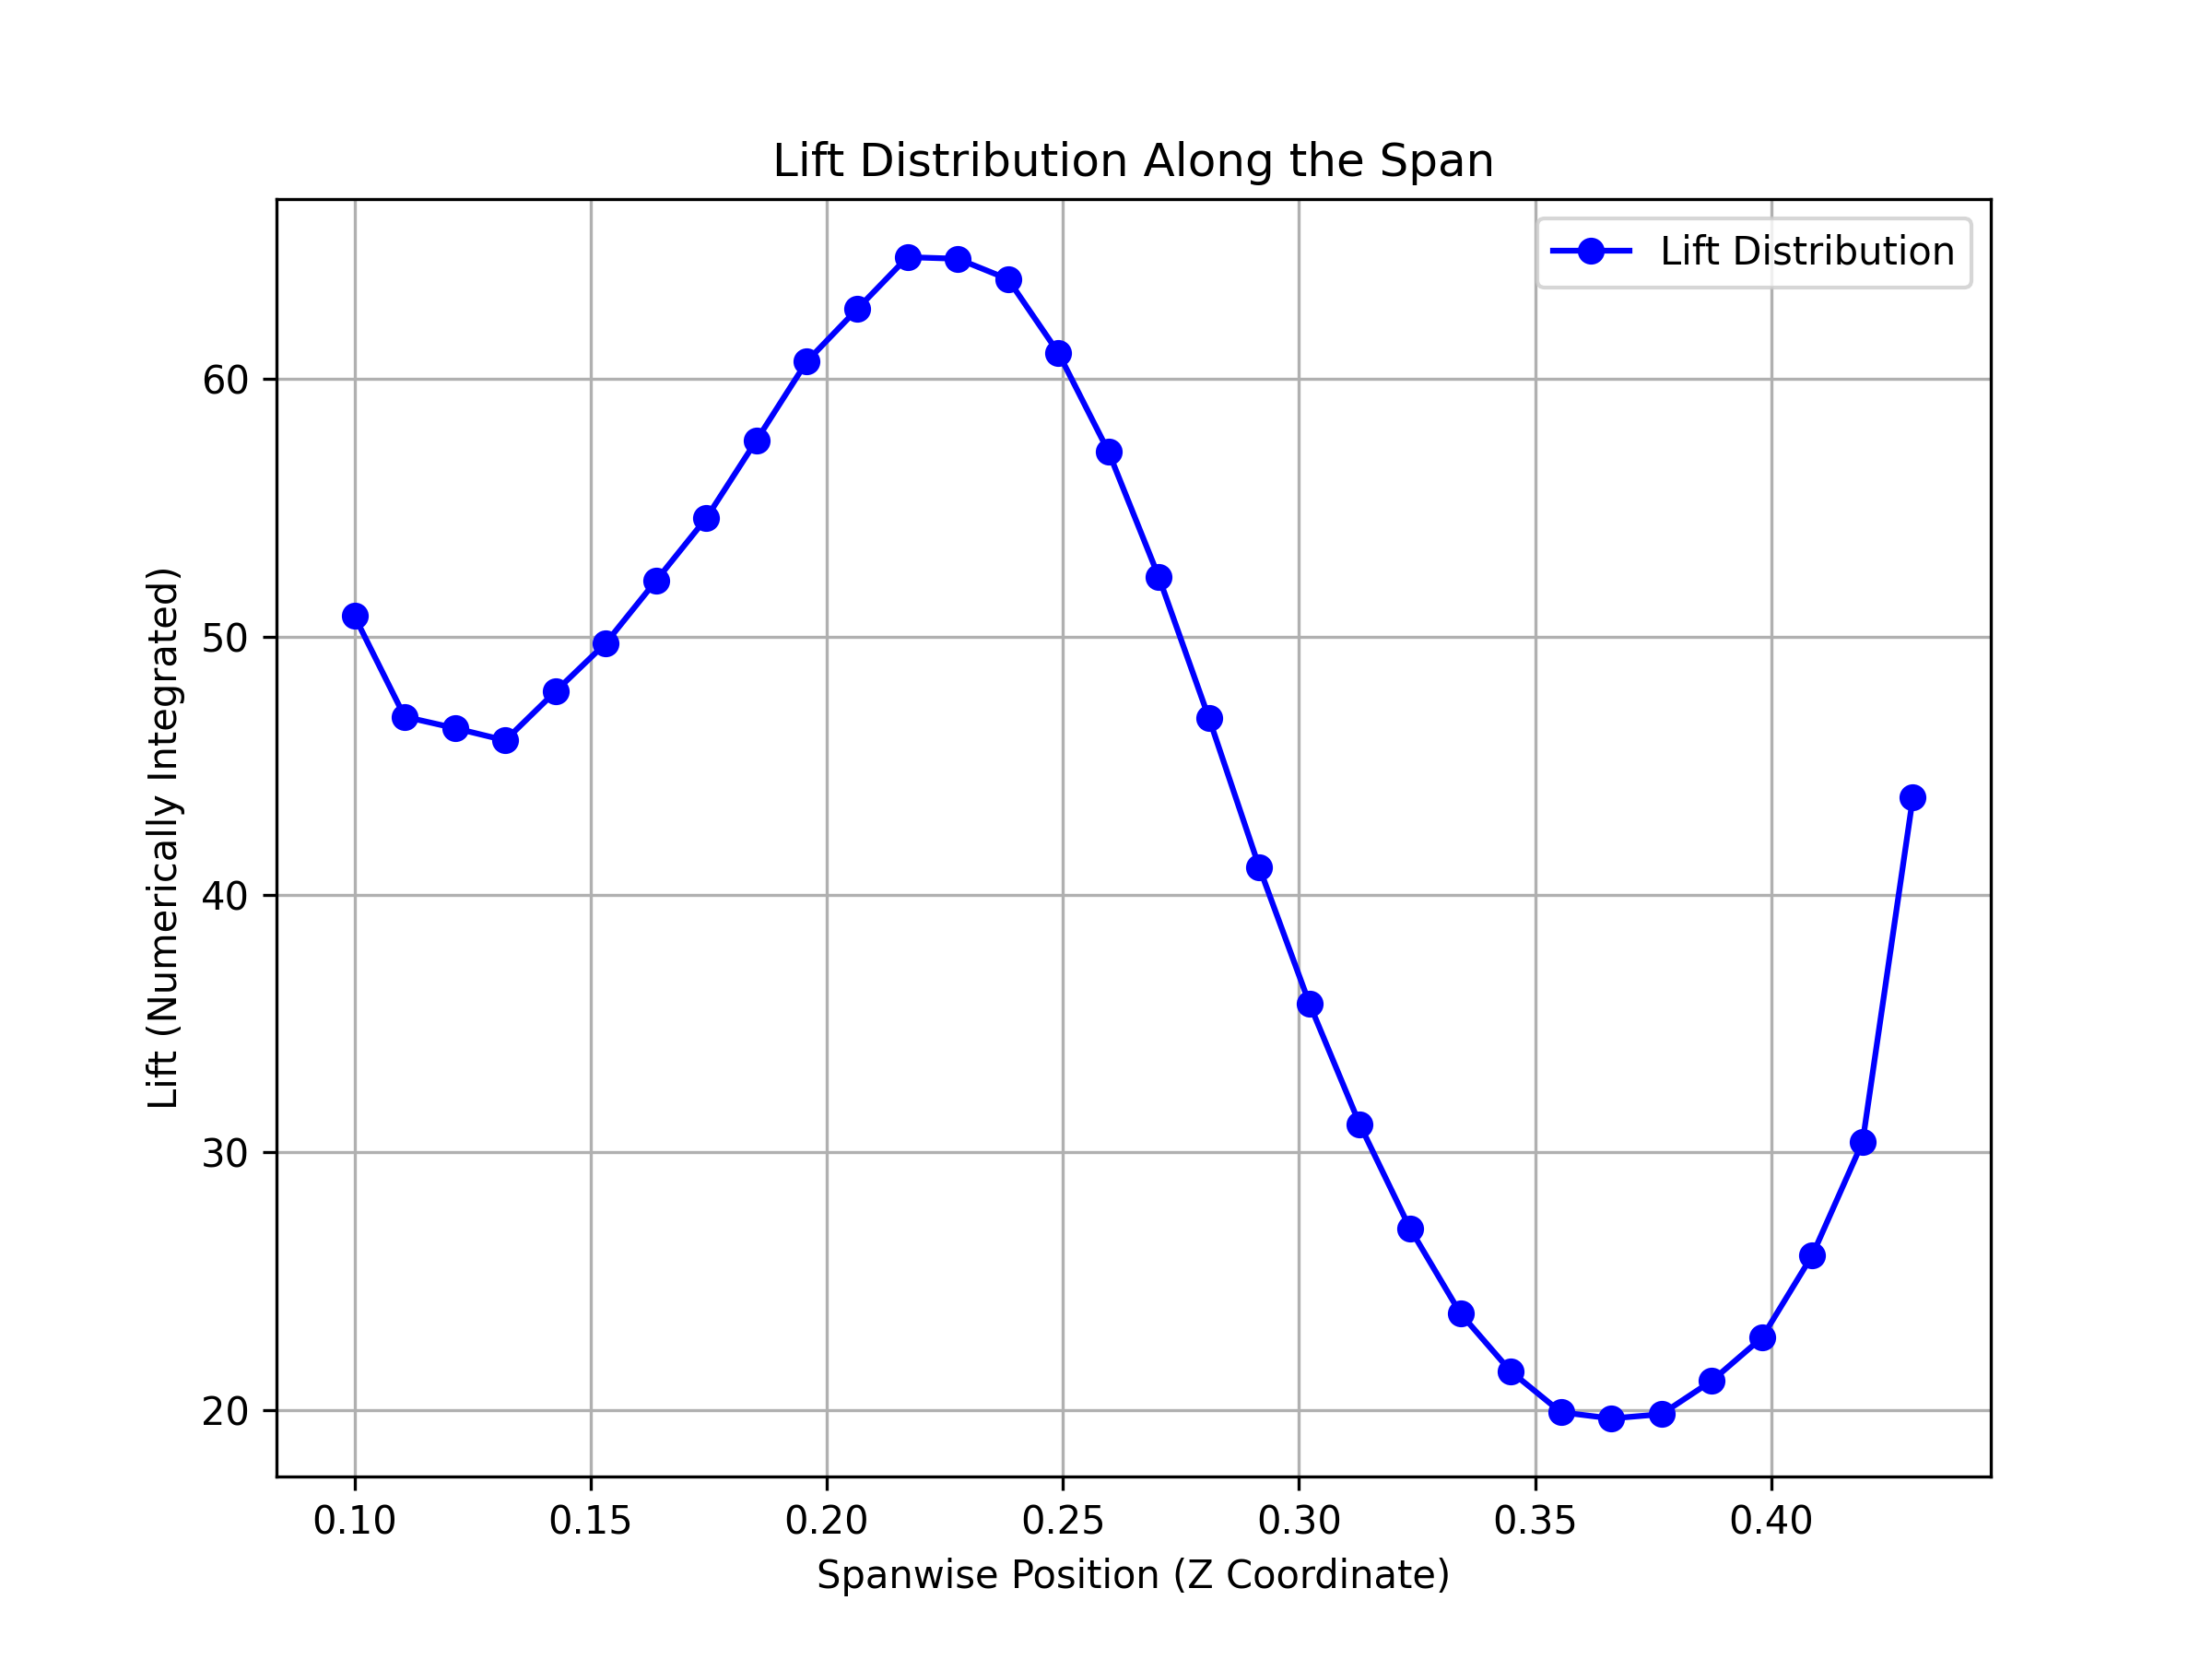 Lift Distribution Along the Span
Lift Distribution
Lift (Numerically Integrated)
60
50
40
30
20
0.10 0.15 0.20 0.25 0.30 0.35 0.40
Spanwise Position (Z Coordinate)